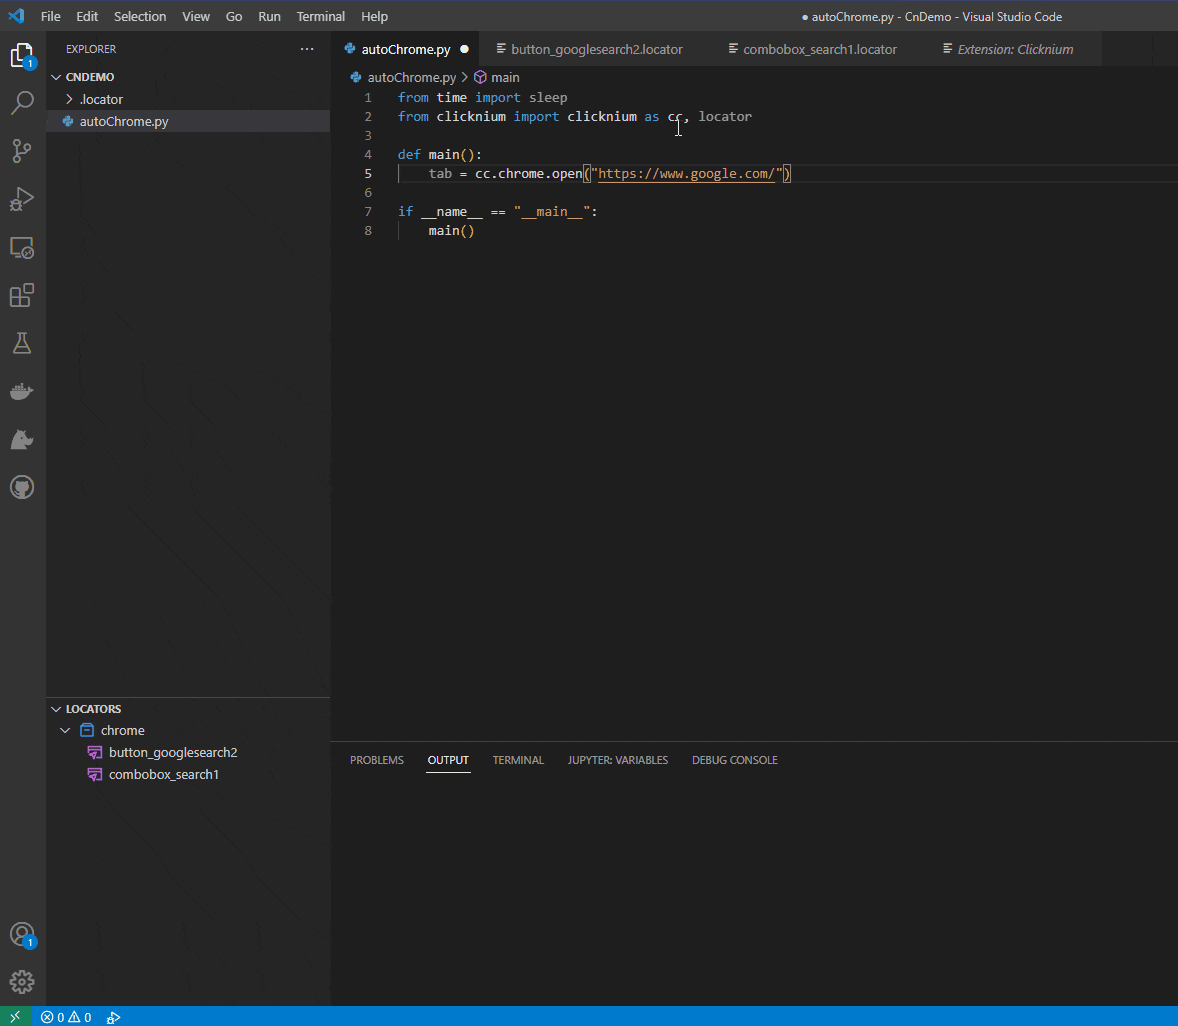 File Edit Selection View Go Run Terminal Help
● autoChrome.py - CnDemo - Visual Studio Code
EXPLORER ...
1
CNDEMO
.locator
autoChrome.py
autoChrome.py ● button_googlesearch2.locator combobox_search1.locator Extension: Clicknium
autoChrome.py > main
1 from time import sleep
2 from clicknium import clicknium as cc, locator
3
4 def main():
5 tab = cc.chrome.open("https://www.google.com/")
6
7 if __name__ == "__main__":
8 main()
LOCATORS
chrome
button_googlesearch2
combobox_search1
PROBLEMS OUTPUT TERMINAL JUPYTER: VARIABLES DEBUG CONSOLE
1
0 0